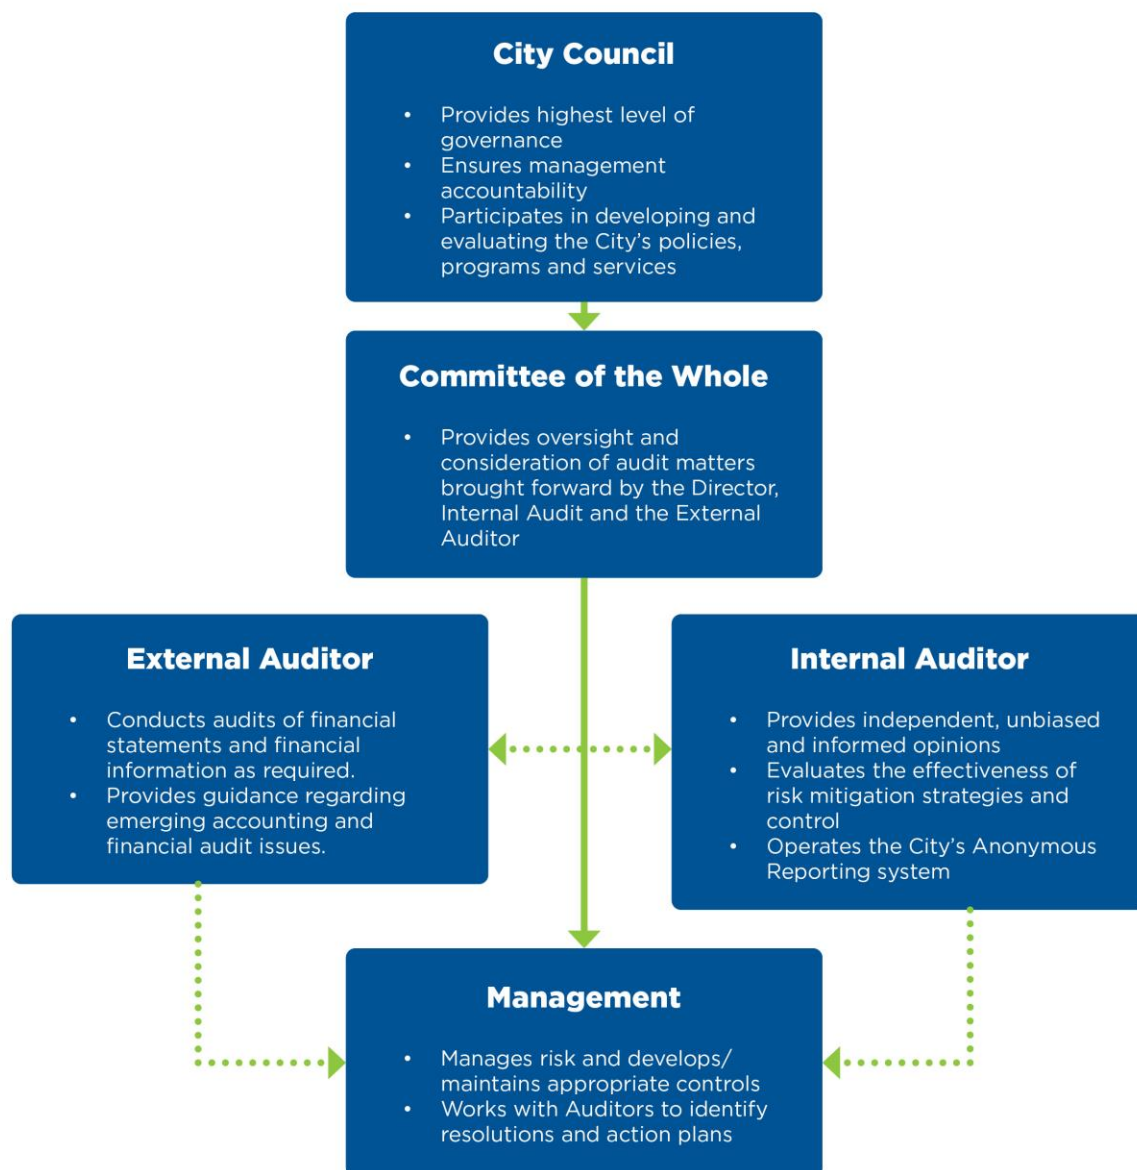 City Council
• Provides highest level of
governance
• Ensures management
accountability
• Participates in developing and
evaluating the City’s policies,
programs and services
Committee of the Whole
• Provides oversight and
consideration of audit matters
brought forward by the Director,
Internal Audit and the External
Auditor
External Auditor
• Conducts audits of financial
statements and financial
information as required.
• Provides guidance regarding
emerging accounting and
financial audit issues.
Internal Auditor
• Provides independent, unbiased
and informed opinions
• Evaluates the effectiveness of
risk mitigation strategies and
control
• Operates the City’s Anonymous
Reporting system
Management
• Manages risk and develops/
maintains appropriate controls
• Works with Auditors to identify
resolutions and action plans